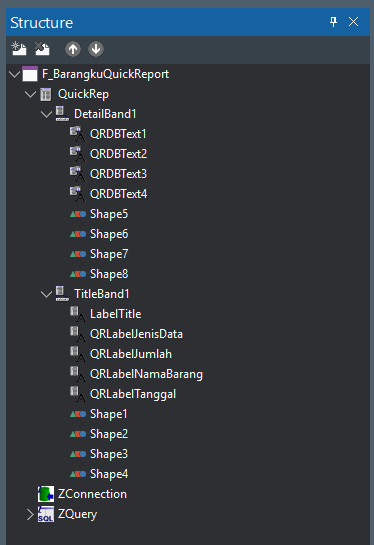 Structure
F_BarangkuQuickReport
QuickRep
DetailBand1
QRDBText1
QRDBText2
QRDBText3
QRDBText4
Shape5
Shape6
Shape7
Shape8
TitleBand1
LabelTitle
QRLabelJenisData
QRLabelJumlah
QRLabelNamaBarang
QRLabelTanggal
Shape1
Shape2
Shape3
Shape4
ZConnection
SQL ZQuery